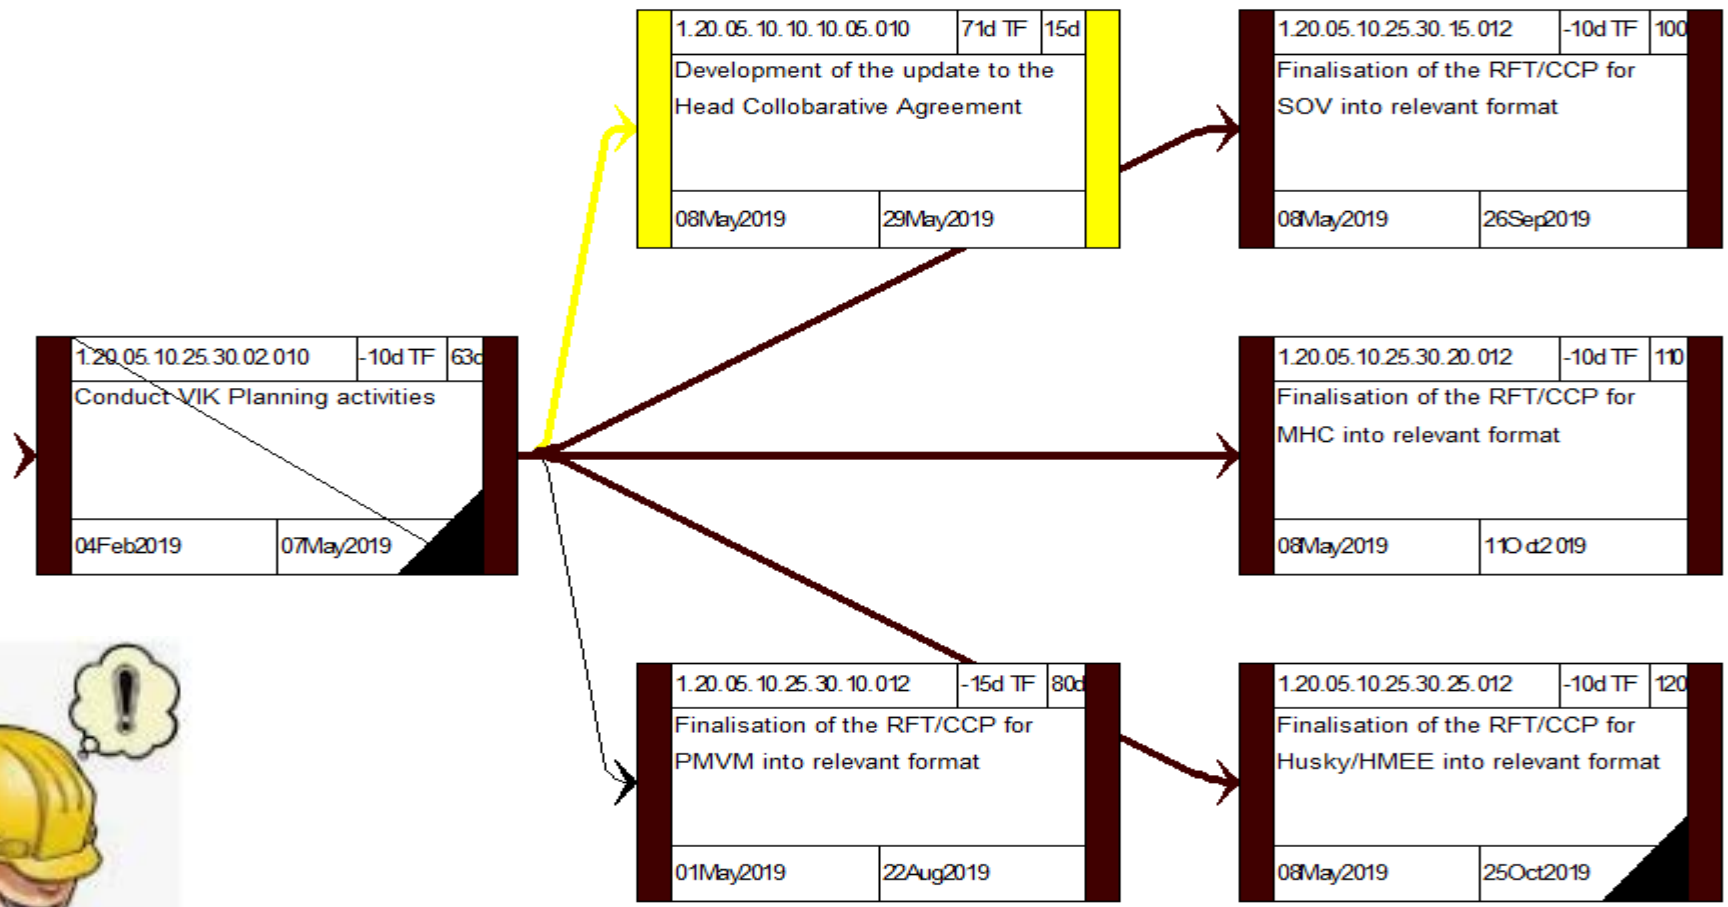 1.20.05.10.10.10.05.010 71d TF 15d
Development of the update to the
Head Collobarative Agreement
08May2019 29May2019
1.20.05.10.25.30.15.012 -10d TF 100
Finalisation of the RFT/CCP for
SOV into relevant format
08May2019 26Sep2019
1.20.05.10.25.30.02.010 -10d TF 63d
Conduct VIK Planning activities
04Feb2019 07May2019
1.20.05.10.25.30.20.012 -10d TF 110
Finalisation of the RFT/CCP for
MHC into relevant format
08May2019 11Oct2019
1.20.05.10.25.30.10.012 -15d TF 80d
Finalisation of the RFT/CCP for
PMVM into relevant format
01May2019 22Aug2019
1.20.05.10.25.30.25.012 -10d TF 120
Finalisation of the RFT/CCP for
Husky/HMEE into relevant format
08May2019 25Oct2019
!